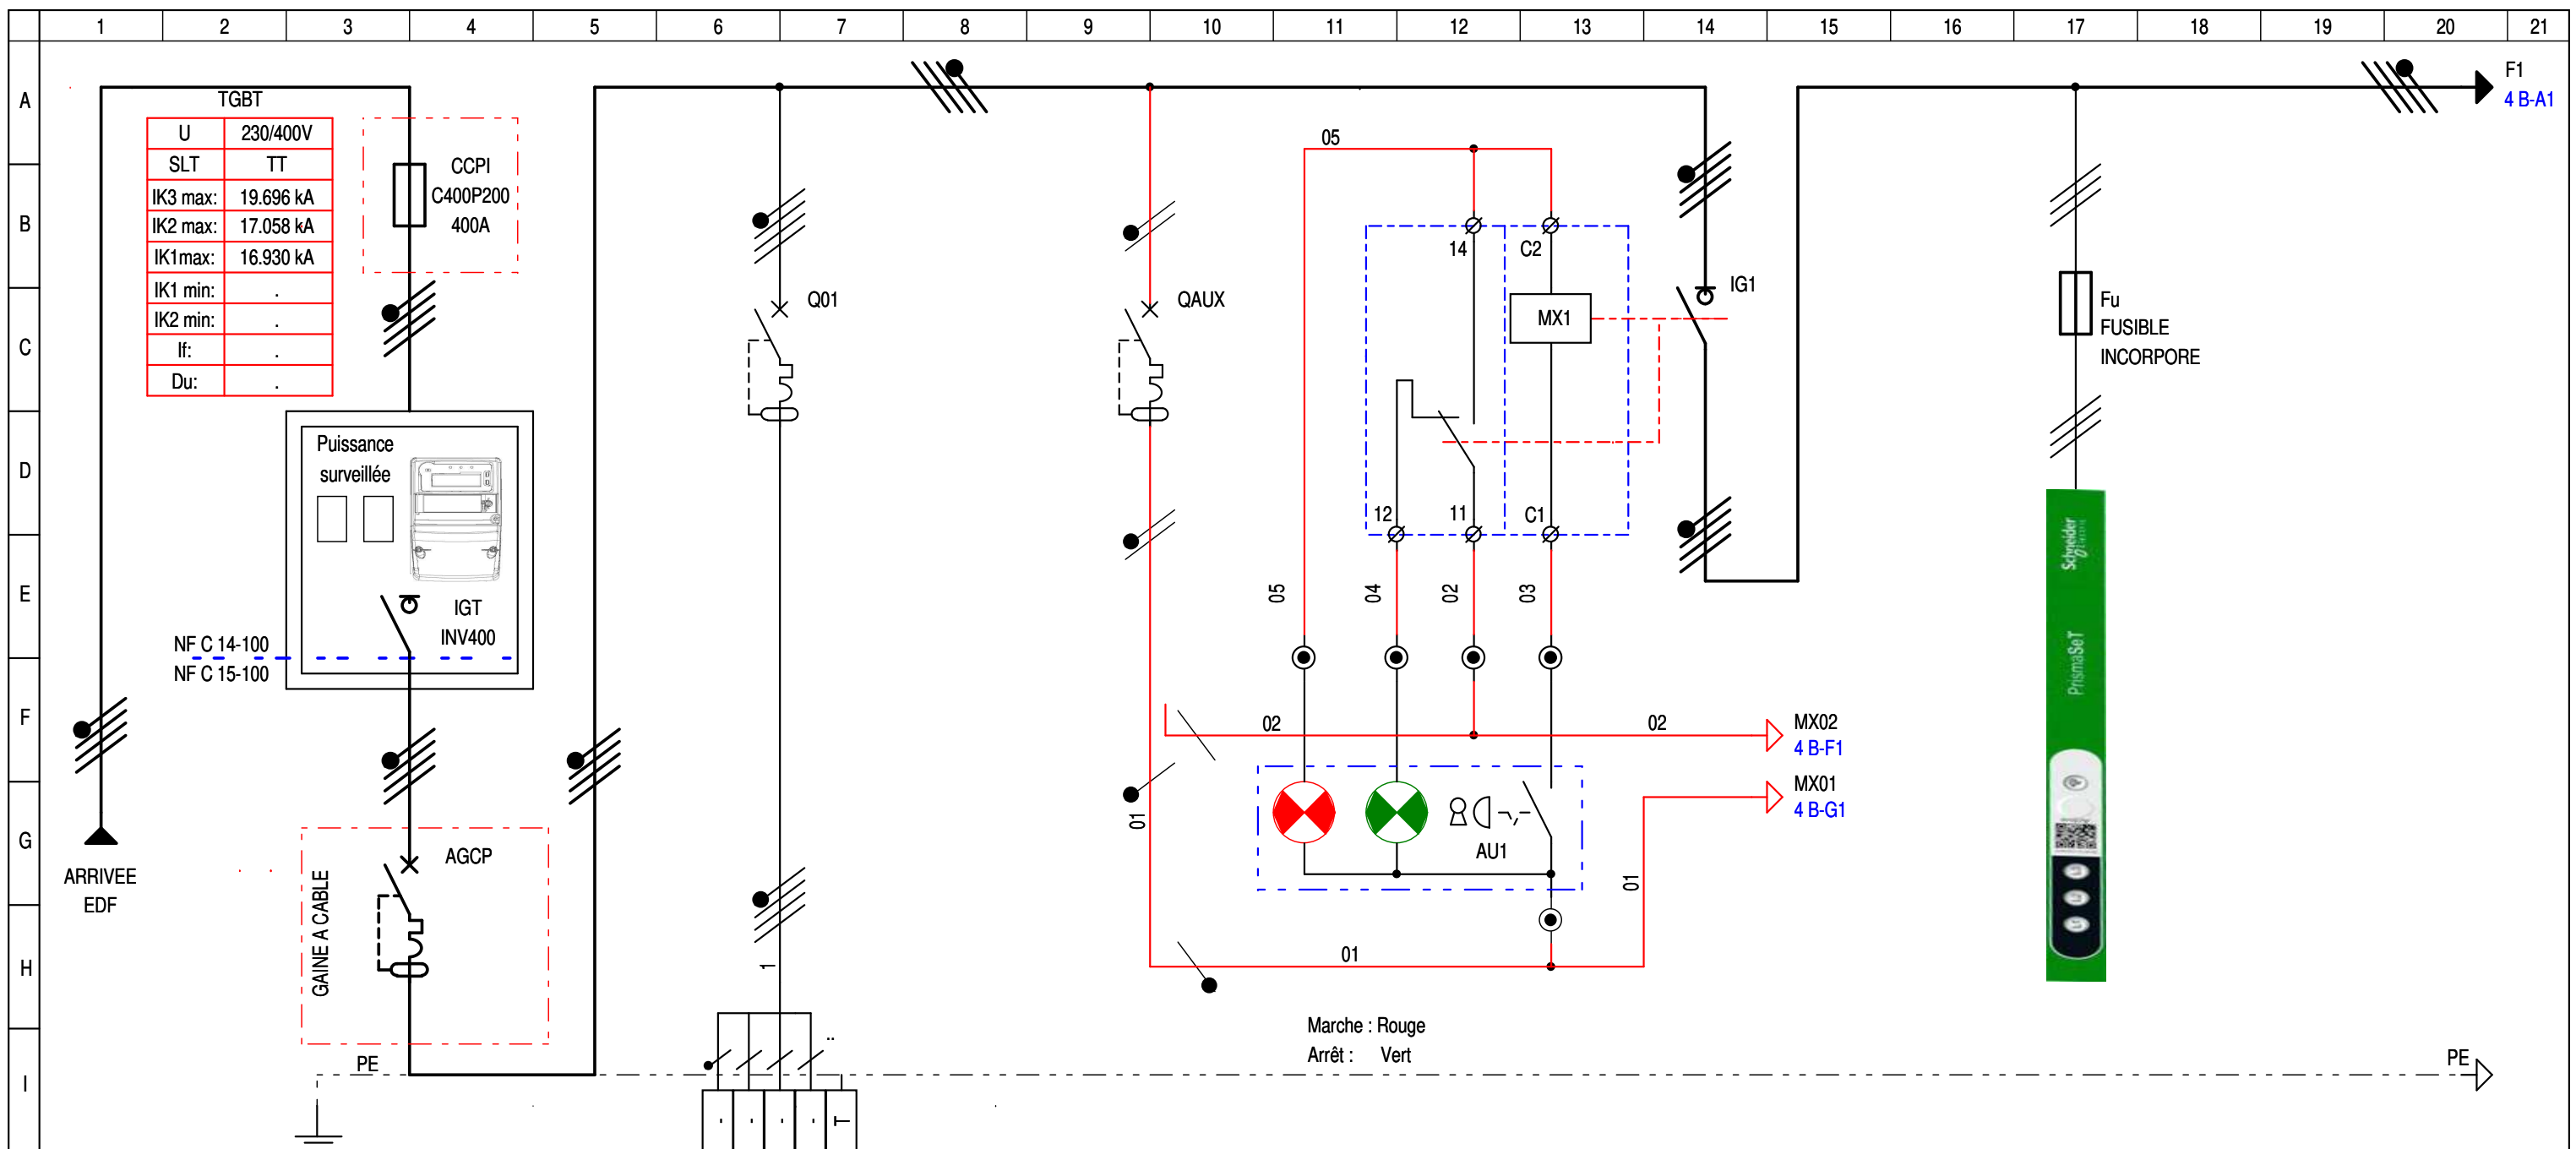 1 2 3 4 5 6 7 8 9 10 11 12 13 14 15 16 17 18 19 20 21
A
B
C
D
E
F
G
H
I
TGBT
U 230/400V
SLT TT
IK3 max: 19.696 kA
IK2 max: 17.058 kA
IK1max: 16.930 kA
IK1 min: .
IK2 min: .
If: .
Du: .
CCPI
C400P200
400A
Puissance
surveillée
IGT
INV400
NF C 14-100
NF C 15-100
ARRIVEE
EDF
AGCP
GAINE A CABLE
PE
Q01
1
T
QAUX
01
05
14
C2
MX1
12
11
C1
05
04
02
03
IG1
02
02
MX02
4 B-F1
MX01
4 B-G1
AU1
01
01
Marche : Rouge
Arrêt : Vert
Fu
FUSIBLE
INCORPORE
Schneider
Electric
PrismaSeT
F1
4 B-A1
PE